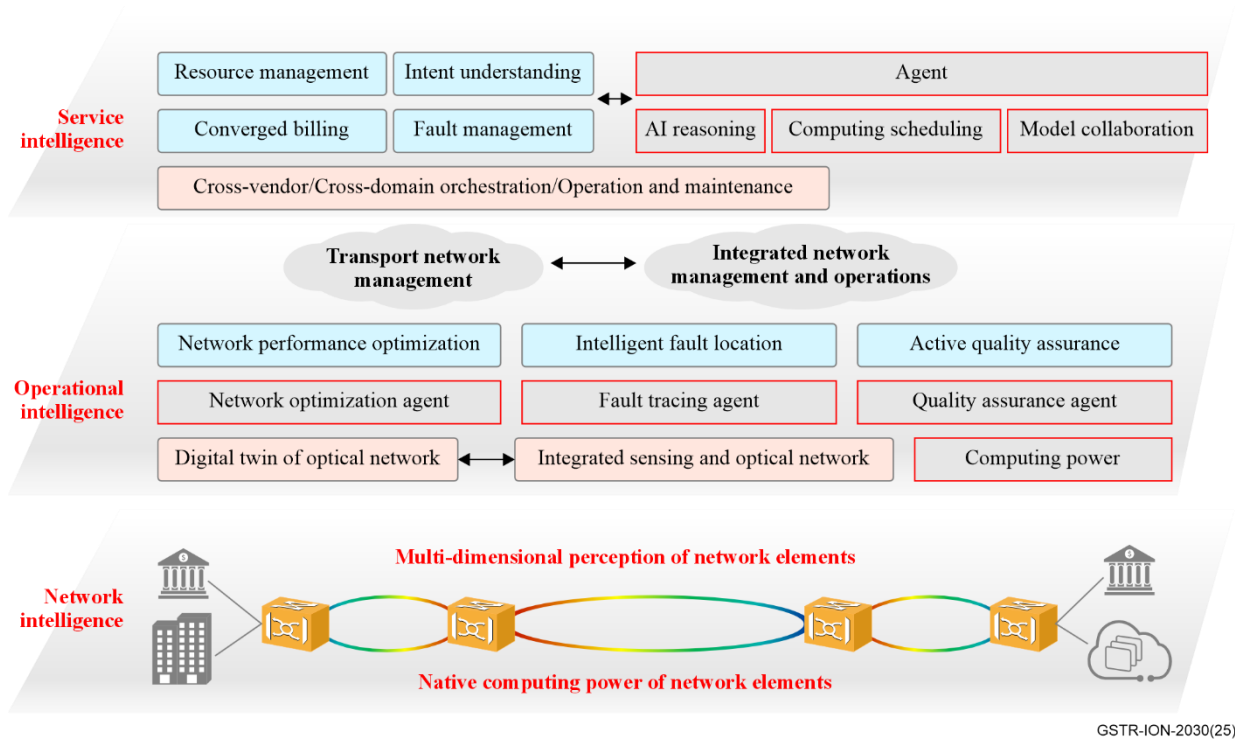 Resource management
Intent understanding
Agent
Service
intelligence
Converged billing
Fault management
AI reasoning
Computing scheduling
Model collaboration
Cross-vendor/Cross-domain orchestration/Operation and maintenance
Transport network
management
Integrated network
management and operations
Network performance optimization
Intelligent fault location
Active quality assurance
Operational
intelligence
Network optimization agent
Fault tracing agent
Quality assurance agent
Digital twin of optical network
Integrated sensing and optical network
Computing power
Multi-dimensional perception of network elements
Network
intelligence
Native computing power of network elements
GSTR-ION-2030(25)